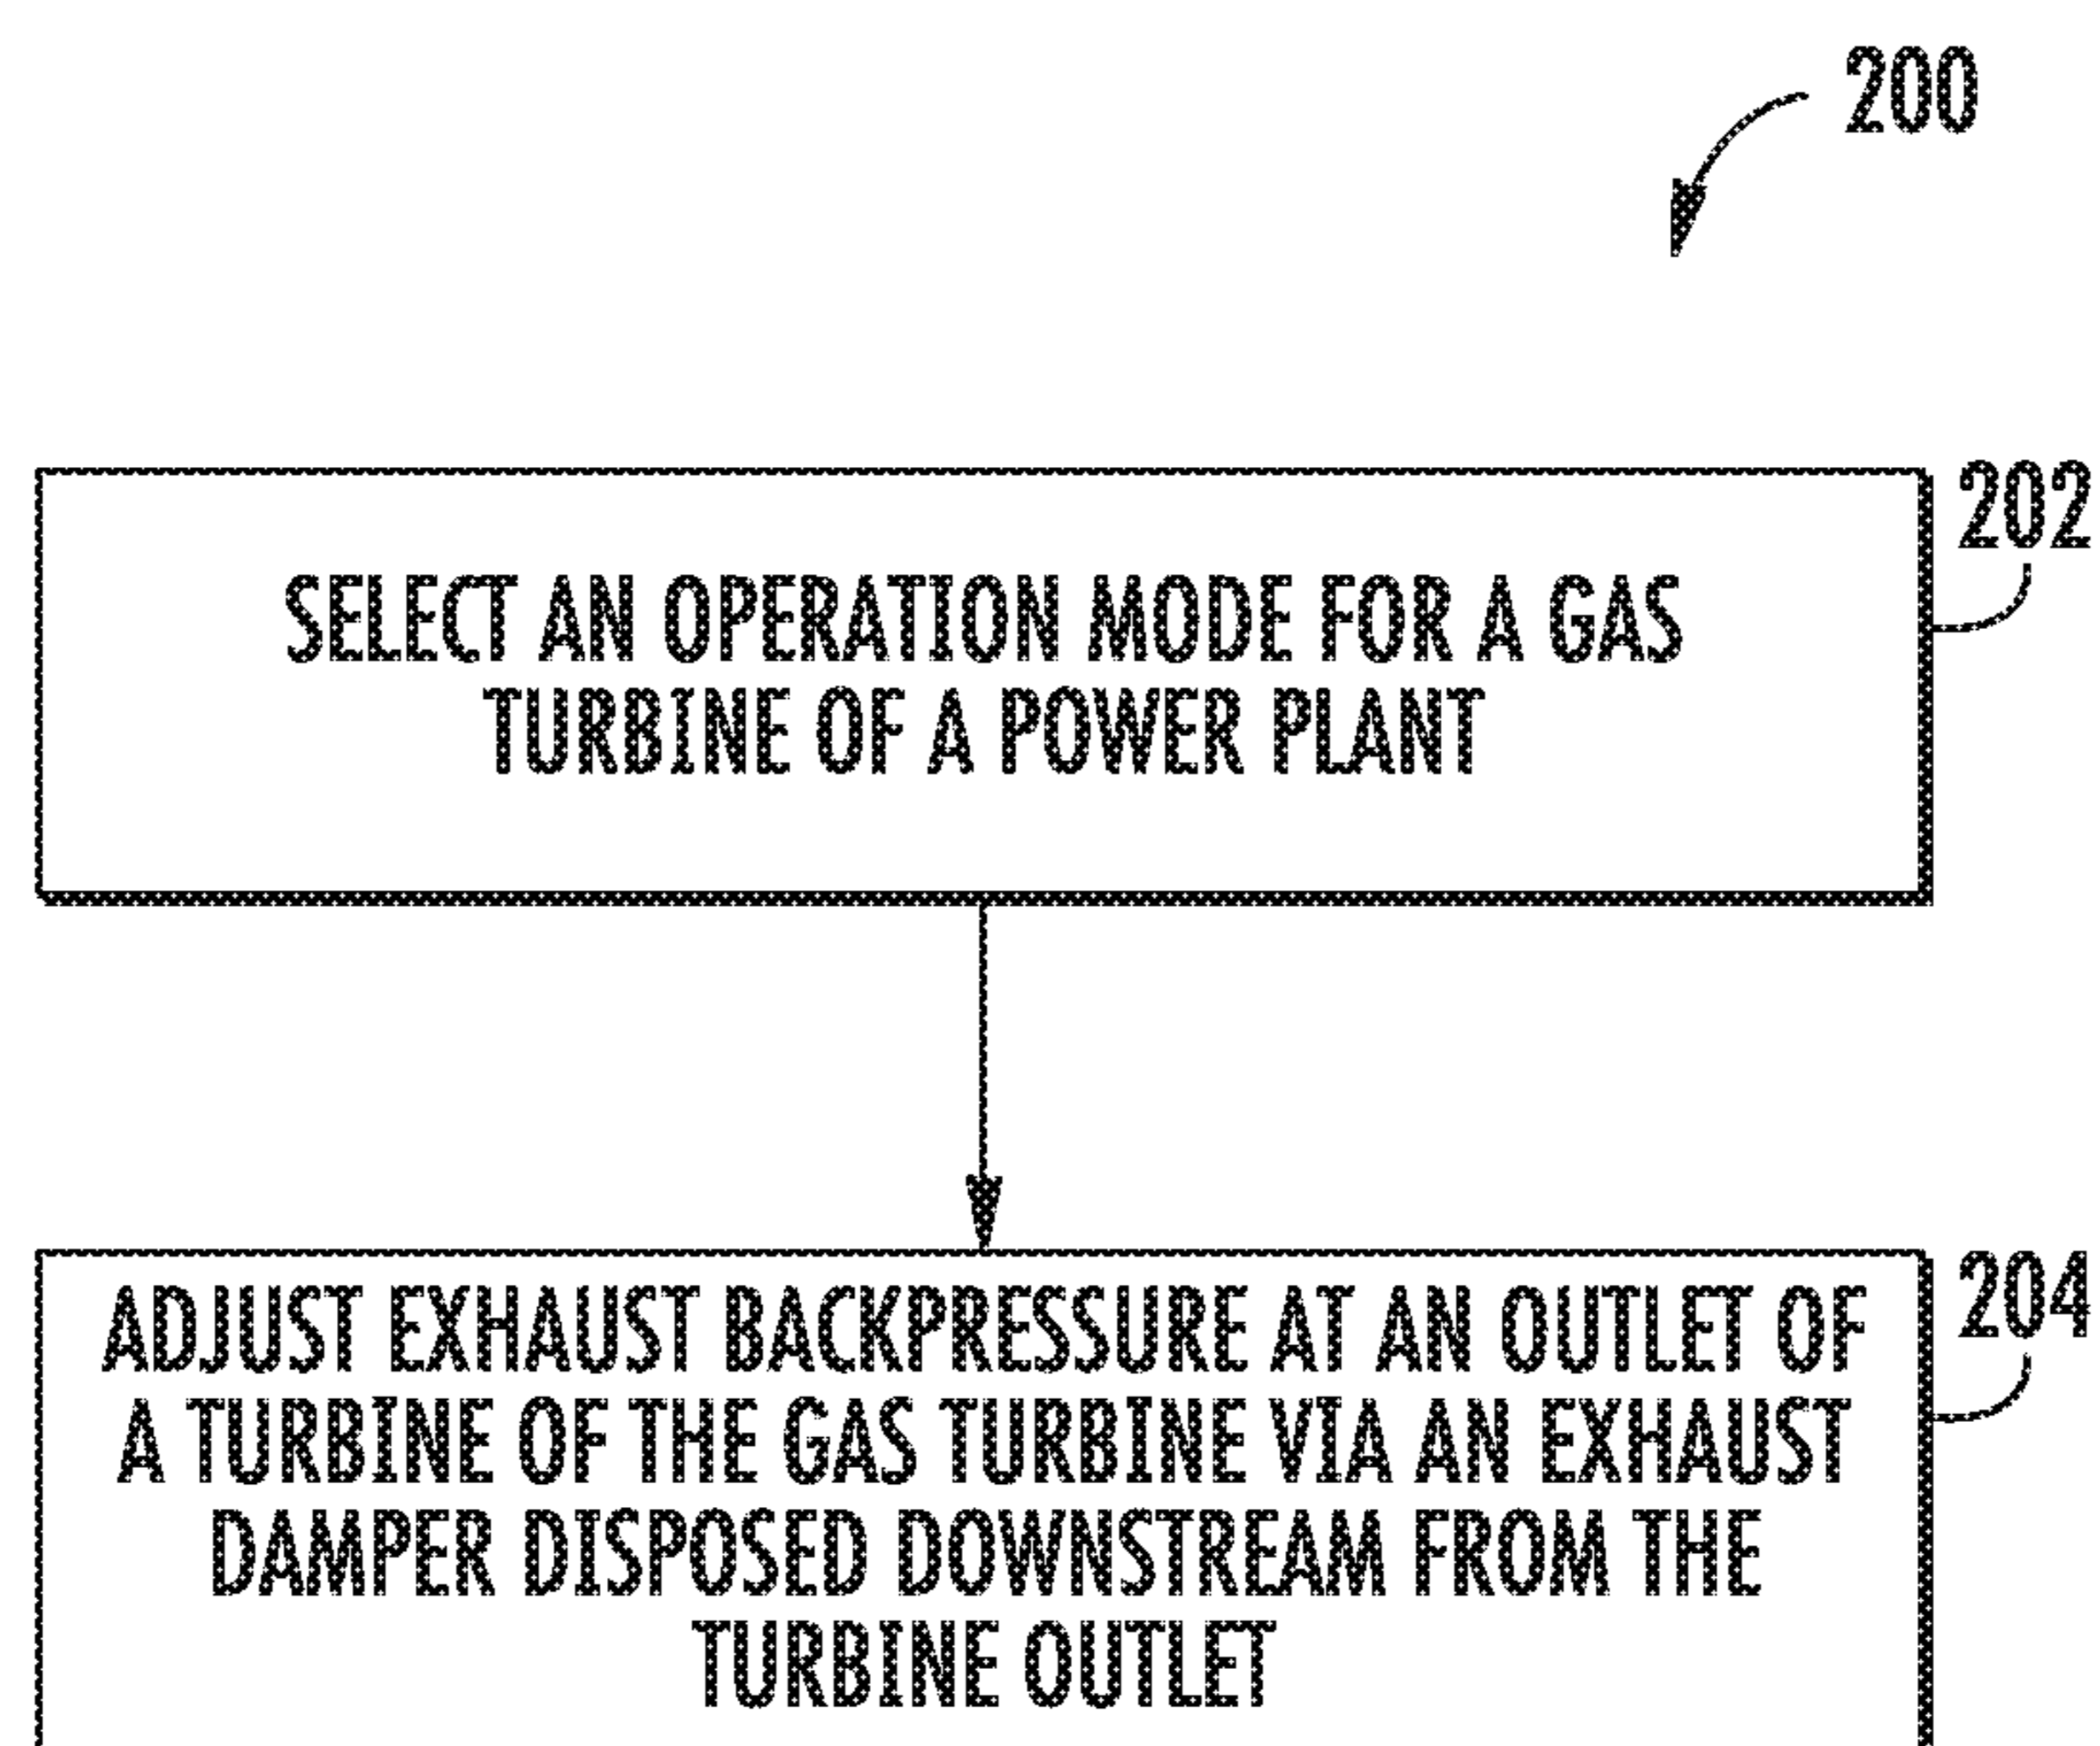 200
202
SELECT AN OPERATION MODE FOR A GAS
TURBINE OF A POWER PLANT
204
ADJUST EXHAUST BACKPRESSURE AT AN OUTLET OF
A TURBINE OF THE GAS TURBINE VIA AN EXHAUST
DAMPER DISPOSED DOWNSTREAM FROM THE
TURBINE OUTLET